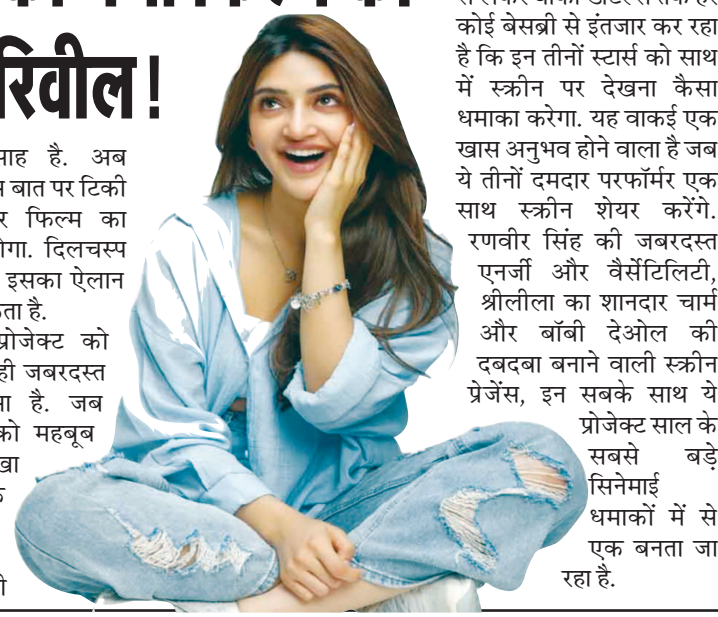 रिवील!
है. अब
बात पर टिकी
फिल्म का
दिलचस्प
इसका ऐलान
है.
प्रोजेक्ट को
ही जबरदस्त
है. जब
को महबूब
कोई बेसब्री से इंतजार कर रहा
है कि इन तीनों स्टार्स को साथ
में स्क्रीन पर देखना कैसा
धमाका करेगा. यह वाकई एक
खास अनुभव होने वाला है जब
ये तीनों दमदार परफॉर्मर एक
साथ स्क्रीन शेयर करेंगे.
रणवीर सिंह की जबरदस्त
एनर्जी और वैर्सेटिलिटी,
श्रीलीला का शानदार चार्म
और बॉबी देओल की
दबदबा बनाने वाली स्क्रीन
प्रेजेंस, इन सबके साथ ये
प्रोजेक्ट साल के
सबसे बड़े
सिनेमाई
धमाकों में से
एक बनता जा
रहा है.